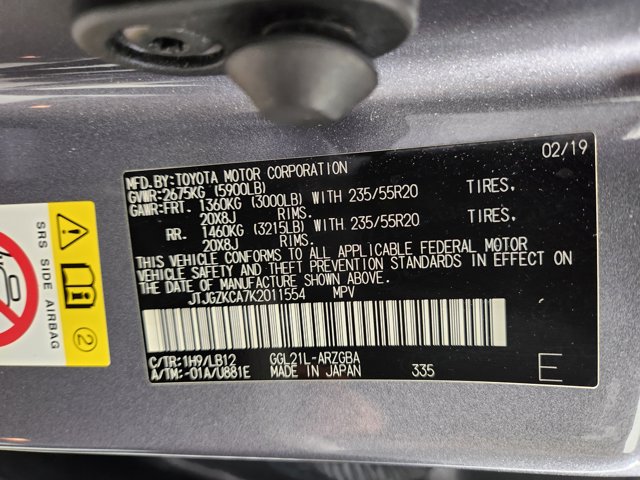 02/19
MFD.BY:TOYOTA MOTOR CORPORATION
GVWR:2675KG (5900LB)
GAWR:FRT. 1360KG (3000LB) WITH 235/55R20 TIRES,
20X8J RIMS.
RR. 1460KG (3215LB) WITH 235/55R20 TIRES,
20X8J RIMS.
THIS VEHICLE CONFORMS TO ALL APPLICABLE FEDERAL MOTOR
VEHICLE SAFETY AND THEFT PREVENTION STANDARDS IN EFFECT ON
THE DATE OF MANUFACTURE SHOWN ABOVE.
JTJGZKCA7K2011554 MPV
C/TR:1H9/LB12 GGL21L-ARZGBA
A/TM:-01A/U881E MADE IN JAPAN 335 E
SRS SIDE AIRBAG
2